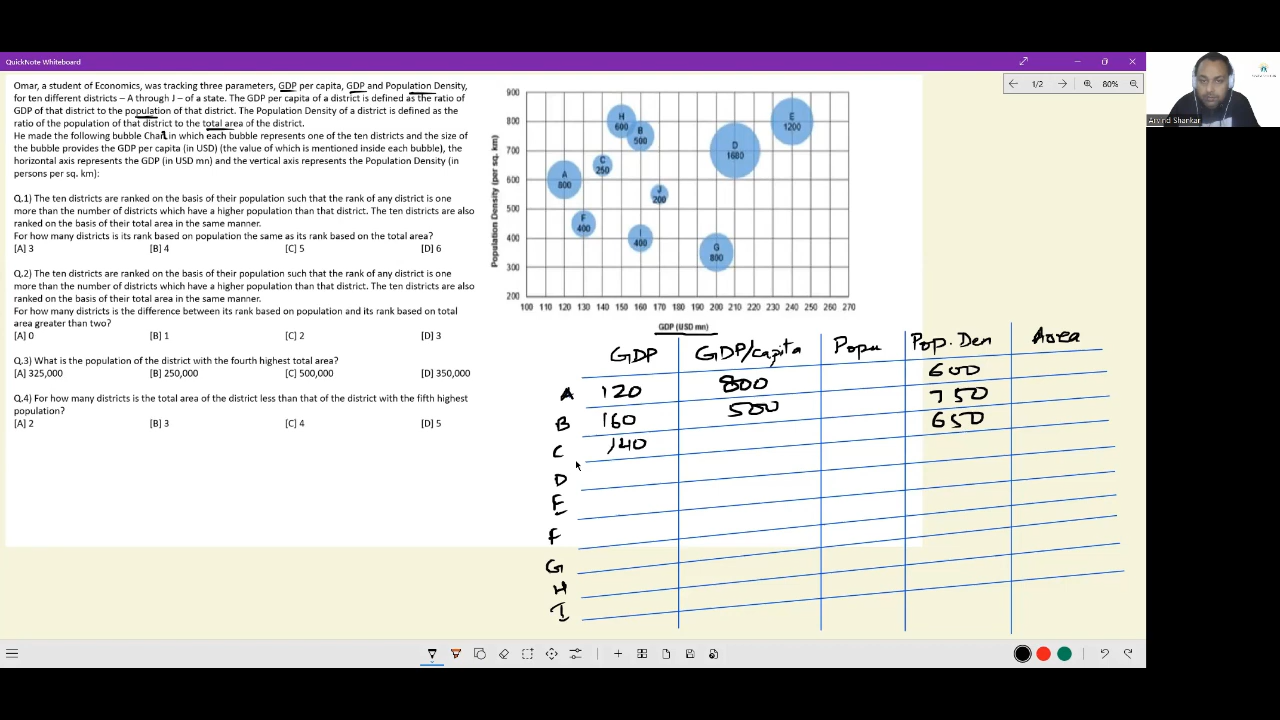 QuickNote Whiteboard
1/2
80%
Omar, a student of Economics, was tracking three parameters, GDP per capita, GDP and Population Density,
for ten different districts – A through J – of a state. The GDP per capita of a district is defined as the ratio of
GDP of that district to the population of that district. The Population Density of a district is defined as the
ratio of the population of that district to the total area of the district.
He made the following bubble Chart in which each bubble represents one of the ten districts and the size of
the bubble provides the GDP per capita (in USD) (the value of which is mentioned inside each bubble), the
horizontal axis represents the GDP (in USD mn) and the vertical axis represents the Population Density (in
persons per sq. km):
Q.1) The ten districts are ranked on the basis of their population such that the rank of any district is one
more than the number of districts which have a higher population than that district. The ten districts are also
ranked on the basis of their total area in the same manner.
For how many districts is its rank based on population the same as its rank based on the total area?
[A] 3 [B] 4 [C] 5 [D] 6
Q.2) The ten districts are ranked on the basis of their population such that the rank of any district is one
more than the number of districts which have a higher population than that district. The ten districts are also
ranked on the basis of their total area in the same manner.
For how many districts is the difference between its rank based on population and its rank based on total
area greater than two?
[A] 0 [B] 1 [C] 2 [D] 3
Q.3) What is the population of the district with the fourth highest total area?
[A] 325,000 [B] 250,000 [C] 500,000 [D] 350,000
Q.4) For how many districts is the total area of the district less than that of the district with the fifth highest
population?
[A] 2 [B] 3 [C] 4 [D] 5
Population Density (per sq. km)
900
800
700
600
500
400
300
200
H
600
B
500
E
1200
D
1680
C
250
A
800
J
200
F
400
I
400
G
800
100 110 120 130 140 150 160 170 180 190 200 210 220 230 240 250 260 270
GDP (USD mn)
GDP GDP/capita Popu Pop. Den Area
A 120 800 600
B 160 500 750
C 140 650
D
E
F
G
H
I
Arvind Shankar